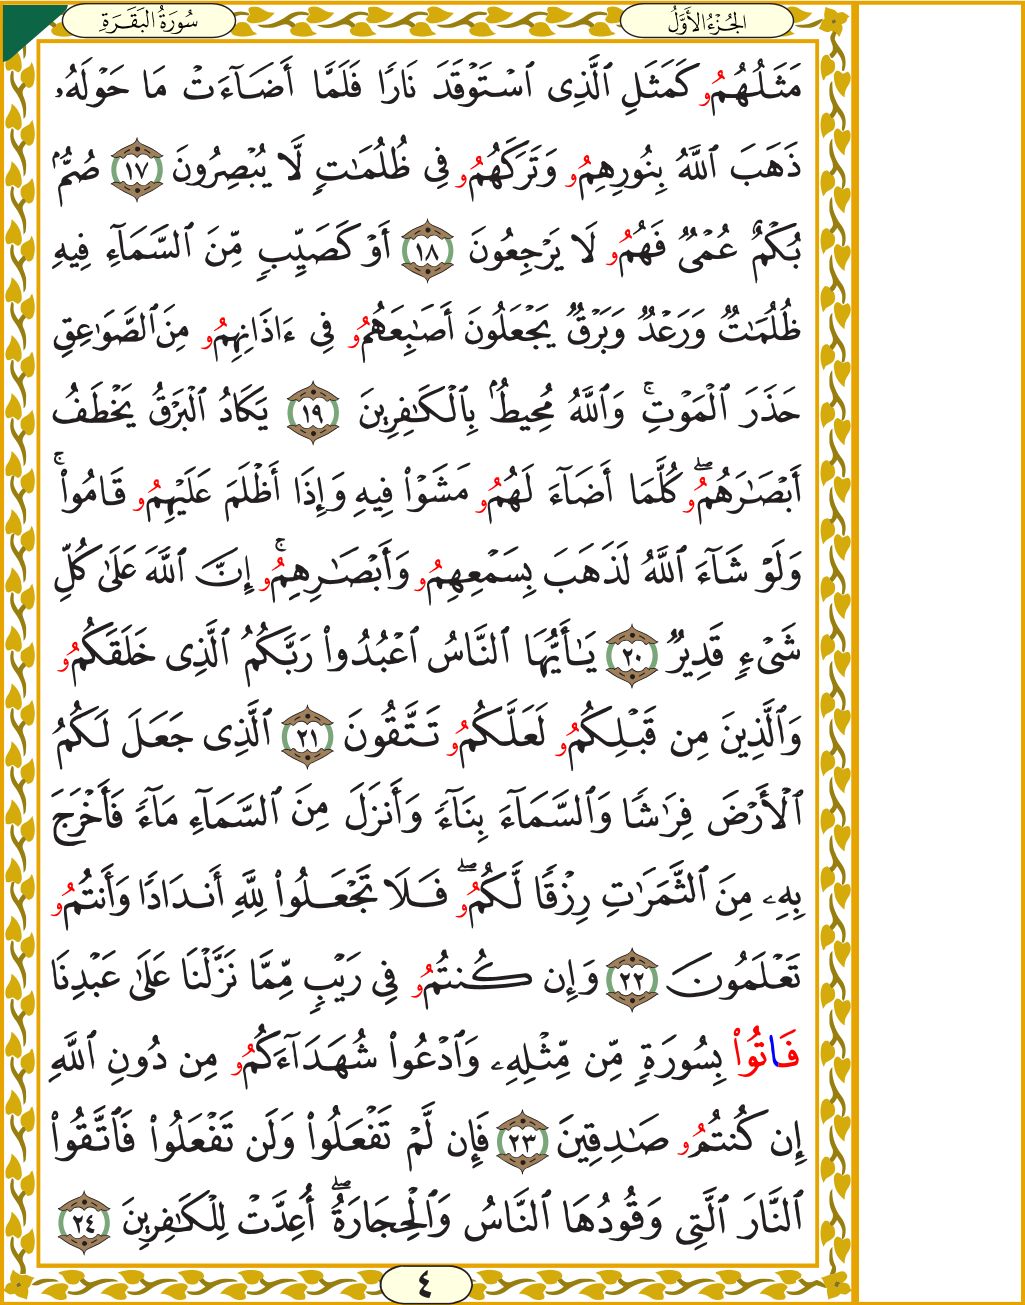 سُورَةُ البَقَرَةِ
الجُزْءُ الأَوَّلُ
مَثَلُهُمُو كَمَثَلِ ٱلَّذِى ٱسْتَوْقَدَ نَارًا فَلَمَّآ أَضَآءَتْ مَا حَوْلَهُۥ
ذَهَبَ ٱللَّهُ بِنُورِهِمُو وَتَرَكَهُمُو فِى ظُلُمَٰتٍ لَّا يُبْصِرُونَ ١٧ صُمٌّۢ
بُكْمٌ عُمْىٌ فَهُمُو لَا يَرْجِعُونَ ١٨ أَوْ كَصَيِّبٍ مِّنَ ٱلسَّمَآءِ فِيهِ
ظُلُمَٰتٌ وَرَعْدٌ وَبَرْقٌ يَجْعَلُونَ أَصَٰبِعَهُمُو فِى ءَاذَانِهِمُو مِنَ ٱلصَّوَٰعِقِ
حَذَرَ ٱلْمَوْتِ ۚ وَٱللَّهُ مُحِيطٌۢ بِٱلْكَٰفِرِينَ ١٩ يَكَادُ ٱلْبَرْقُ يَخْطَفُ
أَبْصَٰرَهُمُو ۖ كُلَّمَا أَضَآءَ لَهُمُو مَشَوْا۟ فِيهِ وَإِذَا أَظْلَمَ عَلَيْهِمُو قَامُوا۟ ۚ
وَلَوْ شَآءَ ٱللَّهُ لَذَهَبَ بِسَمْعِهِمُو وَأَبْصَٰرِهِمُو ۚ إِنَّ ٱللَّهَ عَلَىٰ كُلِّ
شَىْءٍ قَدِيرٌ ٢٠ يَٰأَيُّهَا ٱلنَّاسُ ٱعْبُدُوا۟ رَبَّكُمُ ٱلَّذِى خَلَقَكُمُو
وَٱلَّذِينَ مِن قَبْلِكُمُو لَعَلَّكُمُو تَتَّقُونَ ٢١ ٱلَّذِى جَعَلَ لَكُمُ
ٱلْأَرْضَ فِرَٰشًا وَٱلسَّمَآءَ بِنَآءً وَأَنزَلَ مِنَ ٱلسَّمَآءِ مَآءً فَأَخْرَجَ
بِهِۦ مِنَ ٱلثَّمَرَٰتِ رِزْقًا لَّكُمُو ۖ فَلَا تَجْعَلُوا۟ لِلَّهِ أَندَادًا وَأَنتُمُو
تَعْلَمُونَ ٢٢ وَإِن كُنتُمُو فِى رَيْبٍ مِّمَّا نَزَّلْنَا عَلَىٰ عَبْدِنَا
فَاتُوا۟ بِسُورَةٍ مِّن مِّثْلِهِۦ وَٱدْعُوا۟ شُهَدَآءَكُمُو مِن دُونِ ٱللَّهِ
إِن كُنتُمُو صَٰدِقِينَ ٢٣ فَإِن لَّمْ تَفْعَلُوا۟ وَلَن تَفْعَلُوا۟ فَٱتَّقُوا۟
ٱلنَّارَ ٱلَّتِى وَقُودُهَا ٱلنَّاسُ وَٱلْحِجَارَةُ ۖ أُعِدَّتْ لِلْكَٰفِرِينَ ٢٤
٤